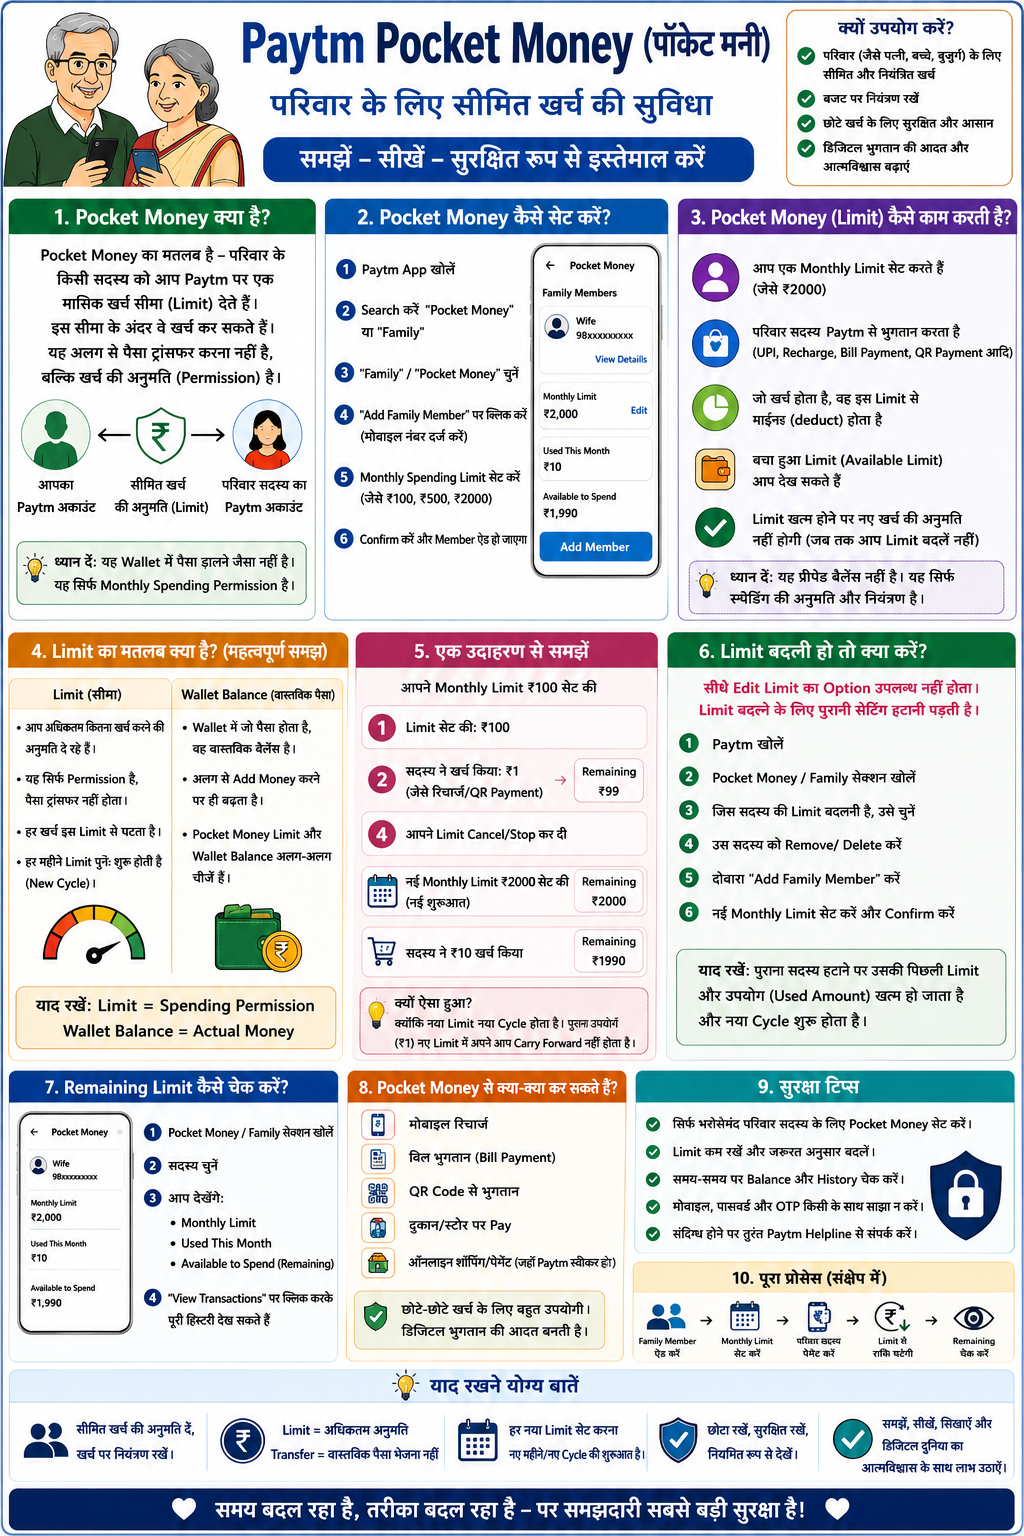 Paytm Pocket Money (पॉकेट मनी)
परिवार के लिए सीमित खर्च की सुविधा
समझें – सीखें – सुरक्षित रूप से इस्तेमाल करें
क्यों उपयोग करें?
परिवार (जैसे पत्नी, बच्चे, बुजुर्ग) के लिए
सीमित और नियंत्रित खर्च
बजट पर नियंत्रण रखें
छोटे खर्च के लिए सुरक्षित और आसान
डिजिटल भुगतान की आदत और
आत्मविश्वास बढ़ाएं
1. Pocket Money क्या है?
Pocket Money का मतलब है – परिवार के
किसी सदस्य को आप Paytm पर एक
मासिक खर्च सीमा (Limit) देते हैं।
इस सीमा के अंदर वे खर्च कर सकते हैं।
यह अलग से पैसा ट्रांसफर करना नहीं है,
बल्कि खर्च की अनुमति (Permission) है।
आपका
Paytm अकाउंट
सीमित खर्च
की अनुमति (Limit)
परिवार सदस्य का
Paytm अकाउंट
ध्यान दें: यह Wallet में पैसा डालने जैसा नहीं है।
यह सिर्फ Monthly Spending Permission है।
2. Pocket Money कैसे सेट करें?
1 Paytm App खोलें
2 Search करें "Pocket Money"
या "Family"
3 "Family" / "Pocket Money" चुनें
4 "Add Family Member" पर क्लिक करें
(मोबाइल नंबर दर्ज करें)
5 Monthly Spending Limit सेट करें
(जैसे ₹100, ₹500, ₹2000)
6 Confirm करें और Member ऐड हो जाएगा
← Pocket Money
Family Members
Wife
98xxxxxxxxx
View Details
Monthly Limit
₹2,000 Edit
Used This Month
₹10
Available to Spend
₹1,990
Add Member
3. Pocket Money (Limit) कैसे काम करती है?
आप एक Monthly Limit सेट करते हैं
(जैसे ₹2000)
परिवार सदस्य Paytm से भुगतान करता है
(UPI, Recharge, Bill Payment, QR Payment आदि)
जो खर्च होता है, वह इस Limit से
माईनड (deduct) होता है
बचा हुआ Limit (Available Limit)
आप देख सकते हैं
Limit खत्म होने पर नए खर्च की अनुमति
नहीं होगी (जब तक आप Limit बदलें नहीं)
ध्यान दें: यह प्रीपेड बैलेंस नहीं है। यह सिर्फ
स्पेडिंग की अनुमति और नियंत्रण है।
4. Limit का मतलब क्या है? (महत्वपूर्ण समझ)
Limit (सीमा)
• आप अधिकतम कितना खर्च करने की
अनुमति दे रहे हैं।
• यह सिर्फ Permission है,
पैसा ट्रांसफर नहीं होता।
• हर खर्च इस Limit से घटता है।
• हर महीने Limit पुनः शुरू होती है
(New Cycle)।
Wallet Balance (वास्तविक पैसा)
• Wallet में जो पैसा होता है,
वह वास्तविक बैलेंस है।
• अलग से Add Money करने
पर ही बढ़ता है।
• Pocket Money Limit और
Wallet Balance अलग-अलग
चीजें हैं।
याद रखें: Limit = Spending Permission
Wallet Balance = Actual Money
5. एक उदाहरण से समझें
आपने Monthly Limit ₹100 सेट की
1 Limit सेट की: ₹100
2 सदस्य ने खर्च किया: ₹1
(जैसे रिचार्ज/QR Payment)
→ Remaining
₹99
4 आपने Limit Cancel/Stop कर दी
नई Monthly Limit ₹2000 सेट की
(नई शुरूआत)
Remaining
₹2000
सदस्य ने ₹10 खर्च किया
Remaining
₹1990
क्यों ऐसा हुआ?
क्योंकि नया Limit नया Cycle होता है। पुराना उपयोग
(₹1) नए Limit में अपने आप Carry Forward नहीं होता है।
6. Limit बदली हो तो क्या करें?
सीधे Edit Limit का Option उपलब्ध नहीं होता।
Limit बदलने के लिए पुरानी सेटिंग हटानी पड़ती है।
1 Paytm खोलें
2 Pocket Money / Family सेक्शन खोलें
3 जिस सदस्य की Limit बदलनी है, उसे चुनें
4 उस सदस्य को Remove/ Delete करें
5 दोवारा "Add Family Member" करें
6 नई Monthly Limit सेट करें और Confirm करें
याद रखें: पुराना सदस्य हटाने पर उसकी पिछली Limit
और उपयोग (Used Amount) खत्म हो जाता है
और नया Cycle शुरू होता है।
7. Remaining Limit कैसे चेक करें?
← Pocket Money
Wife
98xxxxxxxxx
Monthly Limit
₹2,000
Used This Month
₹10
Available to Spend
₹1,990
1 Pocket Money / Family सेक्शन खोलें
2 सदस्य चुनें
3 आप देखेंगे:
• Monthly Limit
• Used This Month
• Available to Spend (Remaining)
4 "View Transactions" पर क्लिक करके
पूरी हिस्टरी देख सकते हैं
8. Pocket Money से क्या-क्या कर सकते हैं?
मोबाइल रिचार्ज
विल भुगतान (Bill Payment)
QR Code से भुगतान
दुकान/स्टोर पर Pay
ऑनलाइन शॉपिंग/पेमेंट (जहाँ Paytm स्वीकार हो)
छोटे-छोटे खर्च के लिए बहुत उपयोगी।
डिजिटल भुगतान की आदत बनती है।
9. सुरक्षा टिप्स
सिर्फ भरोसेमंद परिवार सदस्य के लिए Pocket Money सेट करें।
Limit कम रखें और जरूरत अनुसार बदलें।
समय-समय पर Balance और History चेक करें।
मोवाइल, पासवर्ड और OTP किसी के साथ साझा न करें।
संदिग्ध होने पर तुरंत Paytm Helpline से संपर्क करें।
10. पूरा प्रोसेस (संक्षेप में)
Family Member
ऐड करें
→
Monthly Limit
सेट करें
→
परिवार सदस्य
पेमेंट करें
→
Limit से
राशि घटेगी
→
Remaining
चेक करें
याद रखने योग्य बातें
सीमित खर्च की अनुमति दें,
खर्च पर नियंत्रण रखें।
Limit = अधिकतम अनुमति
Transfer = वास्तविक पैसा भेजना नहीं
हर नया Limit सेट करना
नए महीने/नए Cycle की शुरूआत है।
छोटा रखें, सुरक्षित रखें,
नियमित रूप से देखें।
समझें, सीखें, सिखाएँ और
डिजिटल दुनिया का
आत्मविश्वास के साथ लाभ उठाएँ।
समय बदल रहा है, तरीका बदल रहा है – पर समझदारी सबसे बड़ी सुरक्षा है!